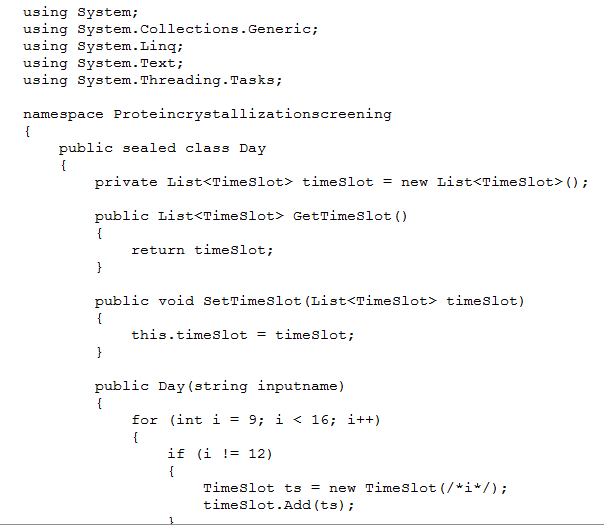 using System;
using System.Collections.Generic;
using System.Linq;
using System.Text;
using System.Threading.Tasks;

namespace Proteincrystallizationscreening
{
    public sealed class Day
    {
        private List<TimeSlot> timeSlot = new List<TimeSlot>();

        public List<TimeSlot> GetTimeSlot()
        {
            return timeSlot;
        }

        public void SetTimeSlot(List<TimeSlot> timeSlot)
        {
            this.timeSlot = timeSlot;
        }

        public Day(string inputname)
        {
            for (int i = 9; i < 16; i++)
            {
                if (i != 12)
                {
                    TimeSlot ts = new TimeSlot(/*i*/);
                    timeSlot.Add(ts);
                }